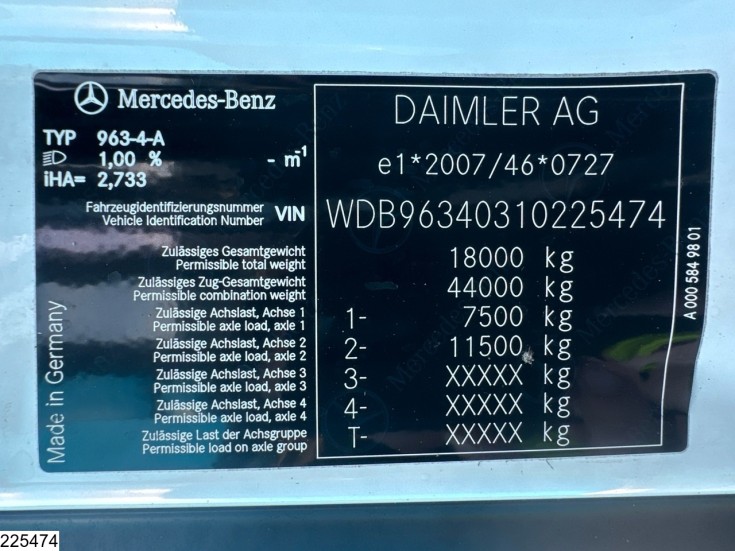 Mercedes-Benz
DAIMLER AG
TYP 963-4-A
1,00 % - m-1
iHA= 2,733
e1*2007/46*0727
Fahrzeugidentifizierungsnummer
Vehicle Identification Number VIN WDB96340310225474
Zulässiges Gesamtgewicht
Permissible total weight 18000 kg
Zulässiges Zug-Gesamtgewicht
Permissible combination weight 44000 kg
Zulässige Achslast, Achse 1
Permissible axle load, axle 1 1- 7500 kg
Zulässige Achslast, Achse 2
Permissible axle load, axle 2 2- 11500 kg
Zulässige Achslast, Achse 3
Permissible axle load, axle 3 3- XXXXX kg
Zulässige Achslast, Achse 4
Permissible axle load, axle 4 4- XXXXX kg
Zulässige Last der Achsgruppe
Permissible load on axle group T- XXXXX kg
Made in Germany
A 000 584 98 01
225474